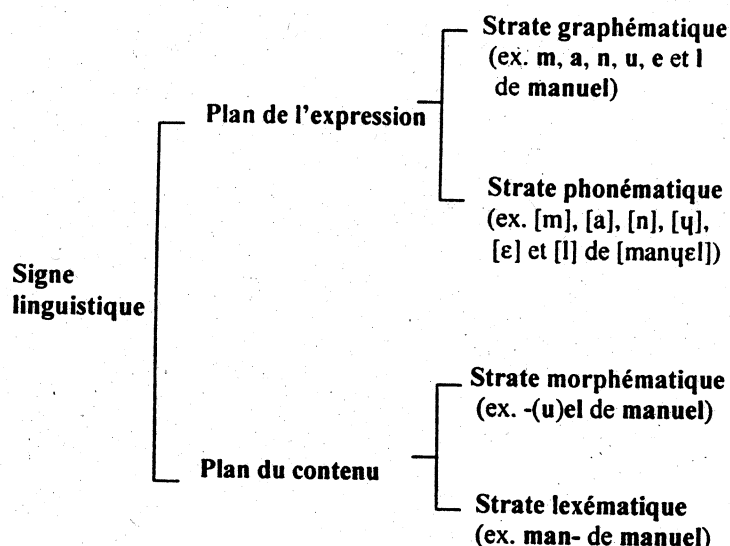 Strate graphématique
(ex. m, a, n, u, e et l
de manuel)
Plan de l'expression
Strate phonématique
(ex. [m], [a], [n], [ɥ],
[ɛ] et [l] de [manɥɛl])
Signe
linguistique
Strate morphématique
(ex. -(u)el de manuel)
Plan du contenu
Strate lexématique
(ex. man- de manuel)